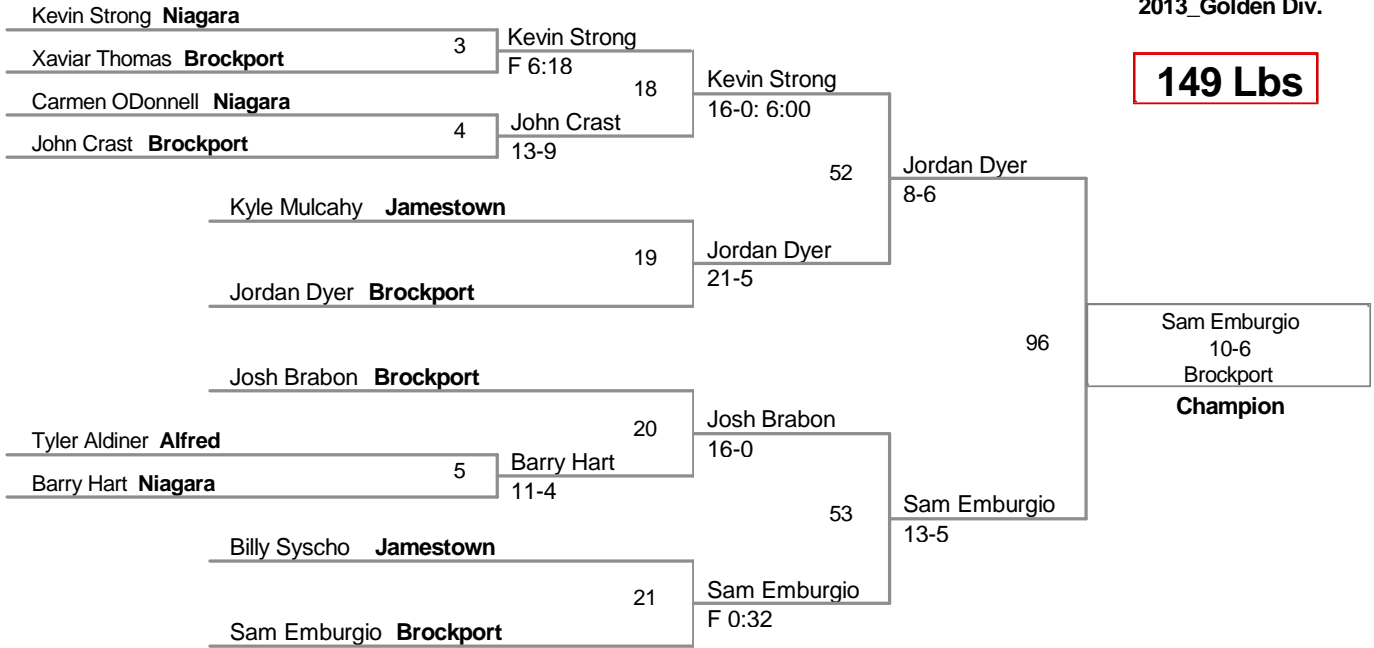 2013_Golden Div.
149 Lbs
Kevin Strong Niagara
3
Xaviar Thomas Brockport
Kevin Strong
F 6:18
Carmen ODonnell Niagara
4
John Crast Brockport
John Crast
13-9
18
Kevin Strong
16-0: 6:00
Kyle Mulcahy Jamestown
19
Jordan Dyer Brockport
Jordan Dyer
21-5
52
Jordan Dyer
8-6
Josh Brabon Brockport
Tyler Aldiner Alfred
5
Barry Hart Niagara
Barry Hart
11-4
20
Josh Brabon
16-0
Billy Syscho Jamestown
21
Sam Emburgio Brockport
Sam Emburgio
F 0:32
53
Sam Emburgio
13-5
96
Sam Emburgio
10-6
Brockport
Champion